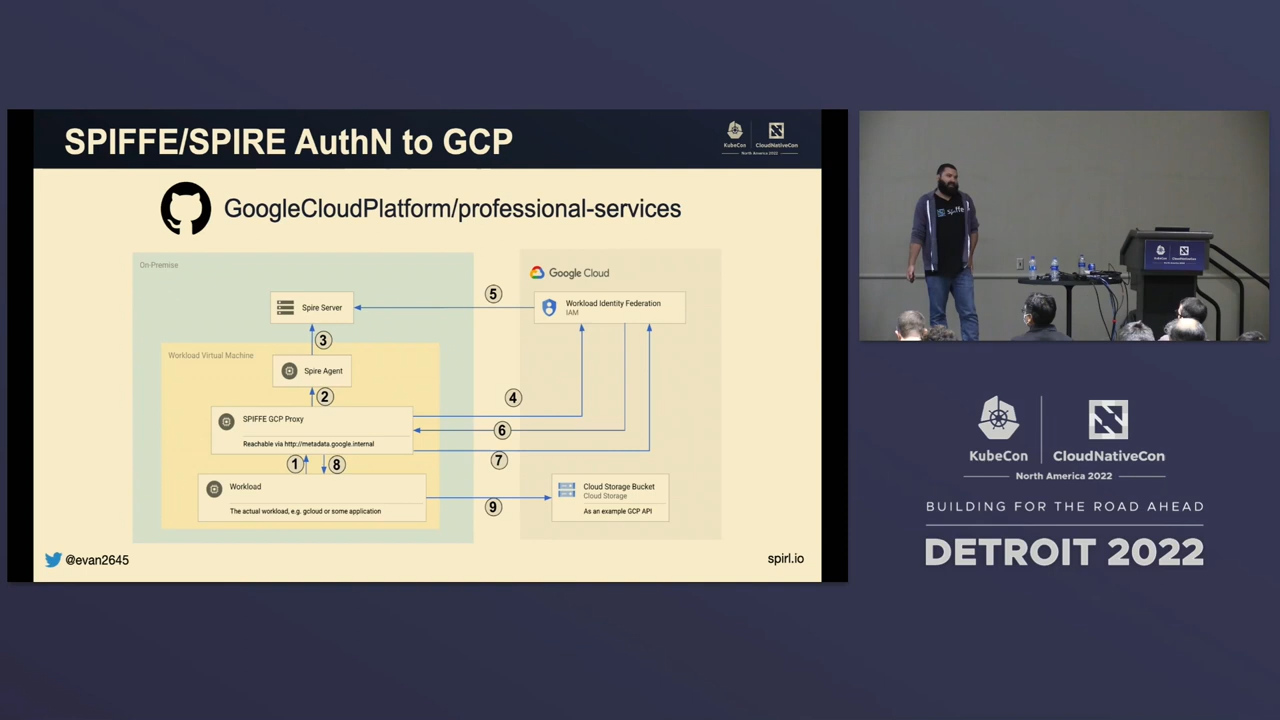 SPIFFE/SPIRE AuthN to GCP
KubeCon
CloudNativeCon
North America 2022
GoogleCloudPlatform/professional-services
On-Premise
Google Cloud
5
Spire Server
Workload Identity Federation
IAM
3
Workload Virtual Machine
Spire Agent
2
4
SPIFFE GCP Proxy
Reachable via http://metadata.google.internal
6
7
1
8
Workload
The actual workload, e.g. gcloud or some application
9
Cloud Storage Bucket
Cloud Storage
As an example GCP API
@evan2645
spirl.io
spiffe
KubeCon
CloudNativeCon
North America 2022
BUILDING FOR THE ROAD AHEAD
DETROIT 2022